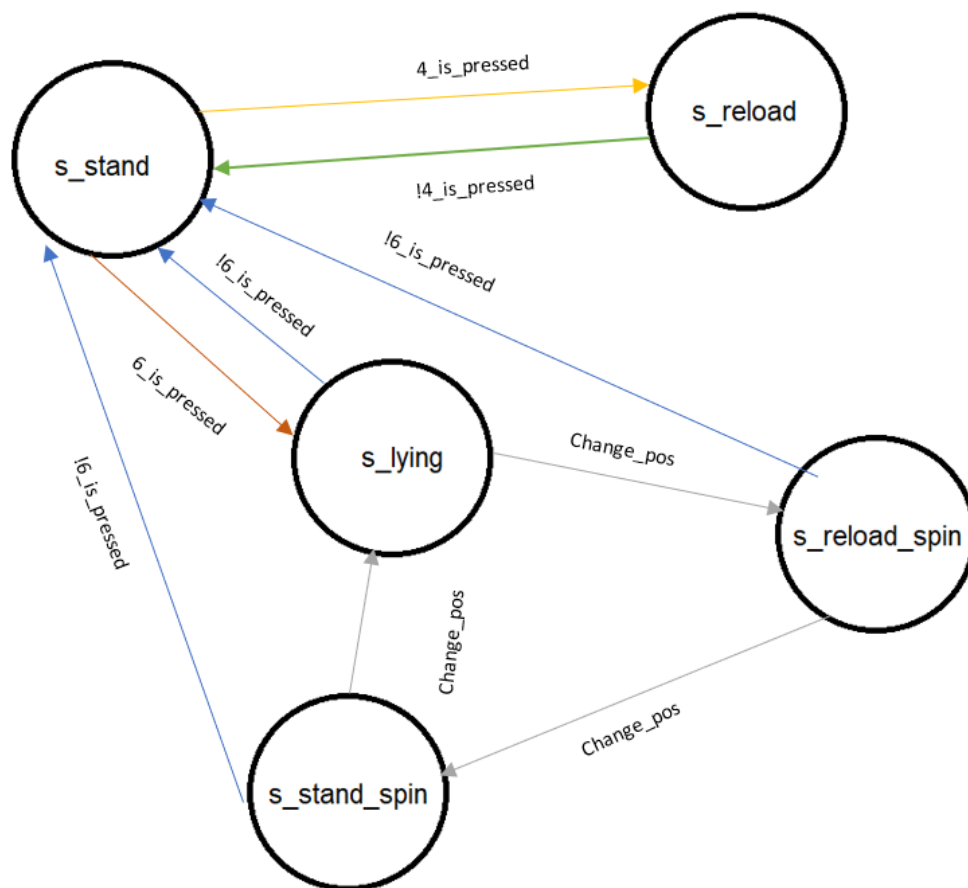 4_is_pressed
s_reload
s_stand
!4_is_pressed
!6_is_pressed
!6_is_pressed
6_is_pressed
s_lying
Change_pos
!6_is_pressed
s_reload_spin
Change_pos
Change_pos
s_stand_spin